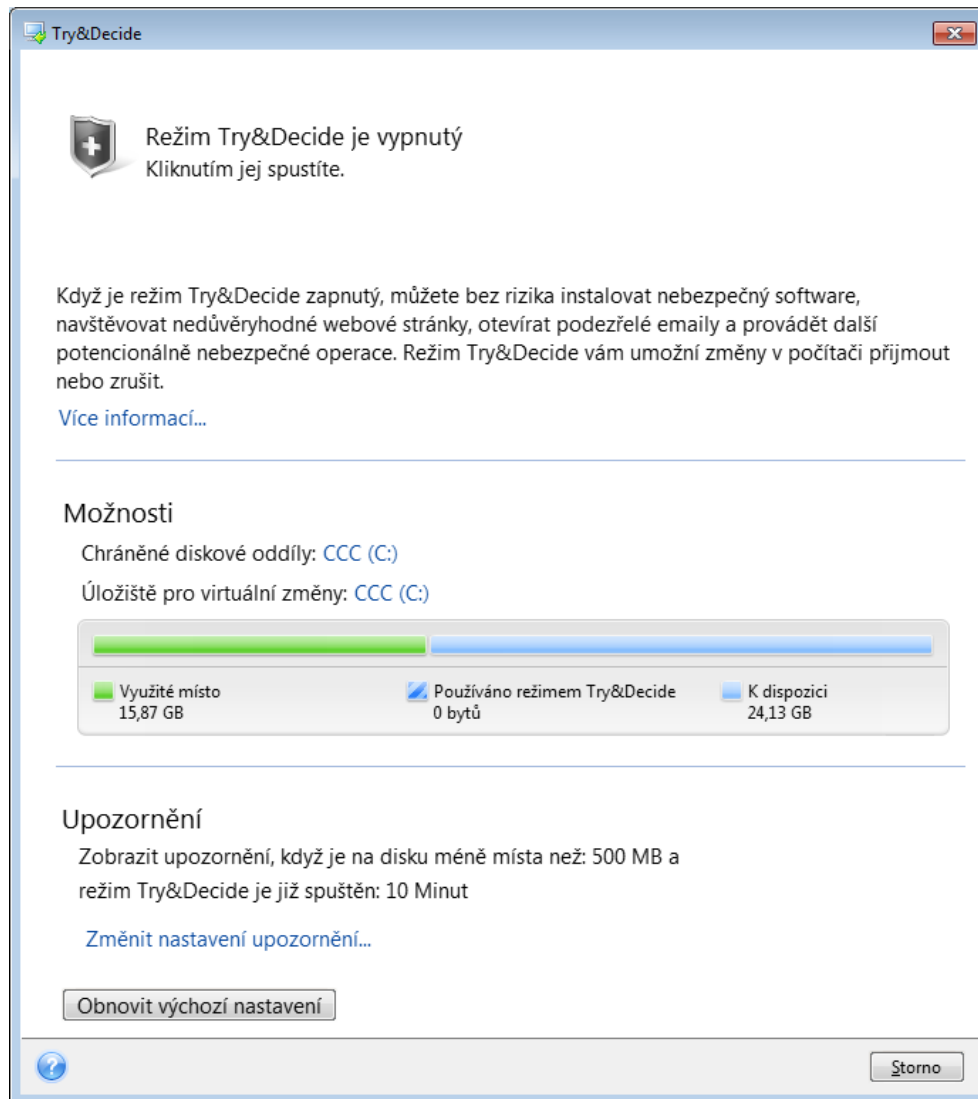 Try&Decide
Režim Try&Decide je vypnutý
Kliknutím jej spustíte.
Když je režim Try&Decide zapnutý, můžete bez rizika instalovat nebezpečný software,
navštěvovat nedůvěryhodné webové stránky, otevírat podezřelé emaily a provádět další
potencionálně nebezpečné operace. Režim Try&Decide vám umožní změny v počítači přijmout
nebo zrušit.
Více informací...
Možnosti
Chráněné diskové oddíly: CCC (C:)
Úložiště pro virtuální změny: CCC (C:)
Využité místo
15,87 GB
Používáno režimem Try&Decide
0 bytů
K dispozici
24,13 GB
Upozornění
Zobrazit upozornění, když je na disku méně místa než: 500 MB a
režim Try&Decide je již spuštěn: 10 Minut
Změnit nastavení upozornění...
Obnovit výchozí nastavení
?
Storno